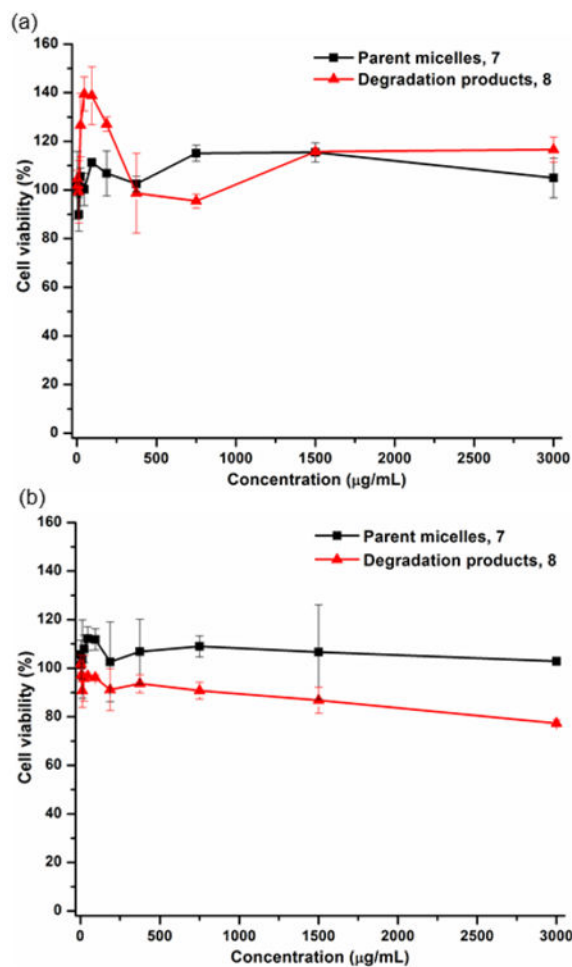 (a)
160
140
120
100
80
60
40
20
0
Cell viability (%)
Parent micelles, 7
Degradation products, 8
0 500 1000 1500 2000 2500 3000
Concentration (μg/mL)
(b)
160
140
120
100
80
60
40
20
0
Cell viability (%)
Parent micelles, 7
Degradation products, 8
0 500 1000 1500 2000 2500 3000
Concentration (μg/mL)